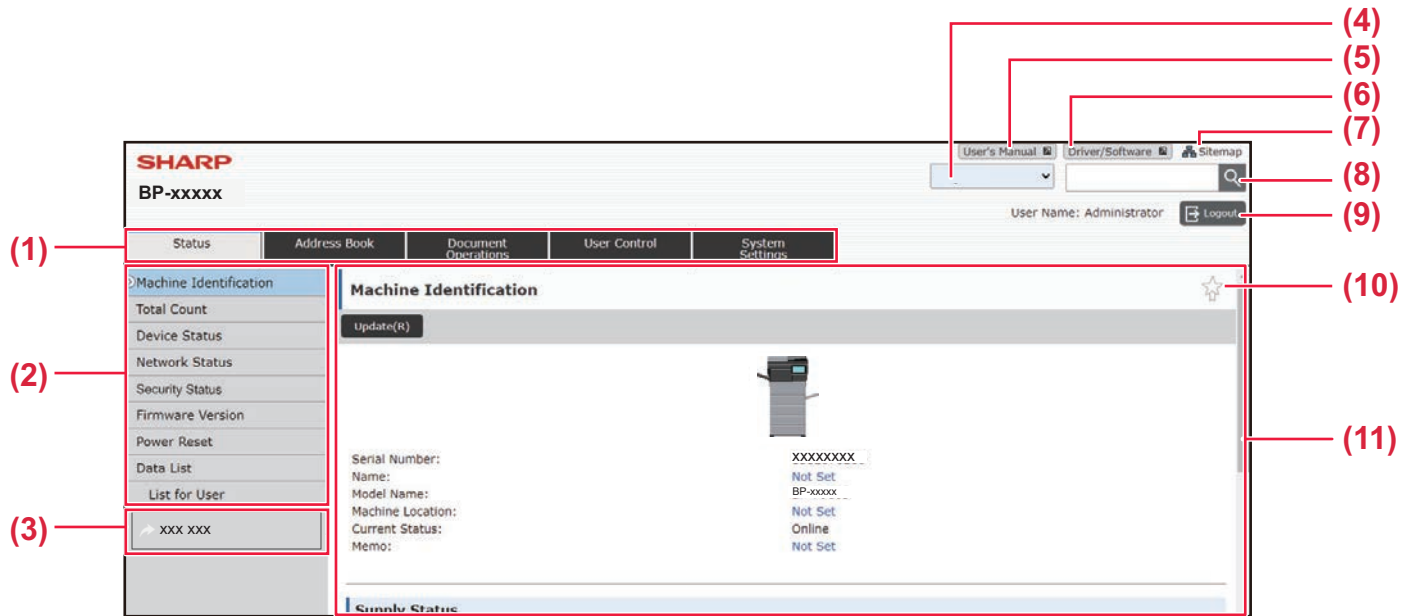 (4)
(5)
(6)
(7)
User's Manual Driver/Software Sitemap
SHARP
(8)
BP-xxxxx
User Name: Administrator Logout
(9)
(1)
Status Address Book Document Operations User Control System Settings
Machine Identification
Machine Identification
(10)
Total Count
Update(R)
Device Status
Network Status
(2)
Security Status
Firmware Version
Power Reset
(11)
Data List
Serial Number: XXXXXXXX
Name: Not Set
List for User
Model Name: BP-xxxxx
Machine Location: Not Set
(3)
xxx xxx
Current Status: Online
Memo: Not Set
Supply Status